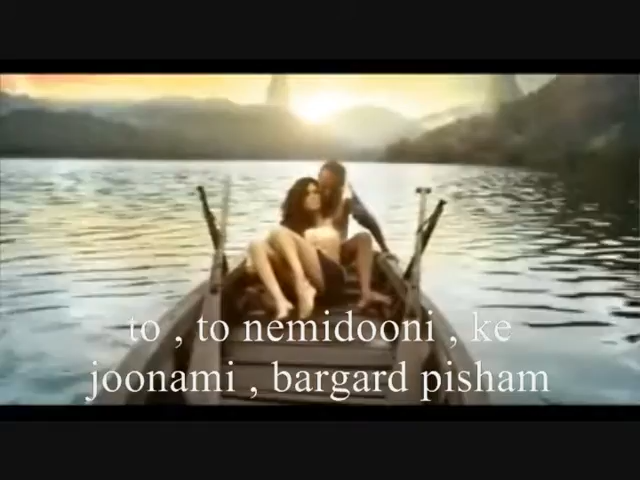 to , to nemidooni , ke
joonami , bargard pisham